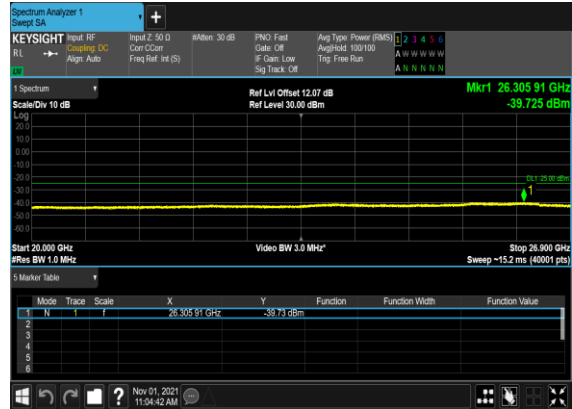 Spectrum Analyzer 1
Swept SA
+
KEYSIGHT Input: RF Input Z: 50 Ω #Atten: 30 dB PNO: Fast Avg Type: Power (RMS) 1 2 3 4 5 6
RL Coupling: DC Corr CCorr Gate: Off Avg|Hold: 100/100 A W W W W W
Align: Auto Freq Ref: Int (S) IF Gain: Low Trig: Free Run
Sig Track: Off A N N N N N
1 Spectrum Ref Lvl Offset 12.07 dB Mkr1 26.305 91 GHz
Scale/Div 10 dB Ref Level 30.00 dBm -39.725 dBm
Log
20.0
10.0
0.00
-10.0
-20.0
DL1 -25.00 dBm
-30.0
1
-40.0
-50.0
-60.0
Start 20.000 GHz Video BW 3.0 MHz* Stop 26.900 GHz
#Res BW 1.0 MHz Sweep ~15.2 ms (40001 pts)
5 Marker Table
Mode Trace Scale X Y Function Function Width Function Value
1 N 1 f 26.305 91 GHz -39.73 dBm
2
3
4
5
6
? Nov 01, 2021
11:04:42 AM